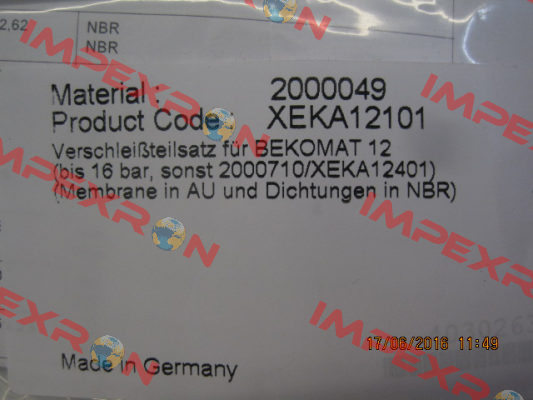 2,62 NBR
NBR
Material : 2000049
Product Code XEKA12101
Verschleißteilsatz für BEKOMAT 12
(bis 16 bar, sonst 2000710/XEKA12401)
(Membrane in AU und Dichtungen in NBR)
Made in Germany
17/06/2016 11:49
IMPEXRON
IMPEXRON
IMPEXRON
IMPEXRON
IMPEXRON